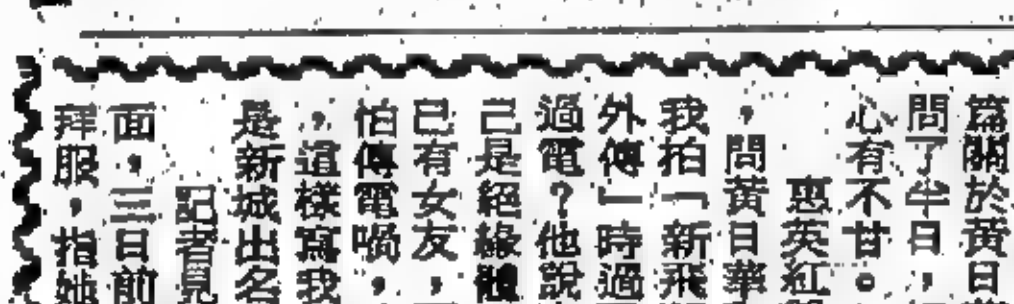 篇關於黃日
問了半日，
心有不甘。
惠英紅
，問黃日華
我拍「新飛
外傳」時過
過電？他說
己是絕緣體
已有女友，
怕傳電喎，
，這樣寫我
是新城出名
記者見
面，三日前
拜服，指她